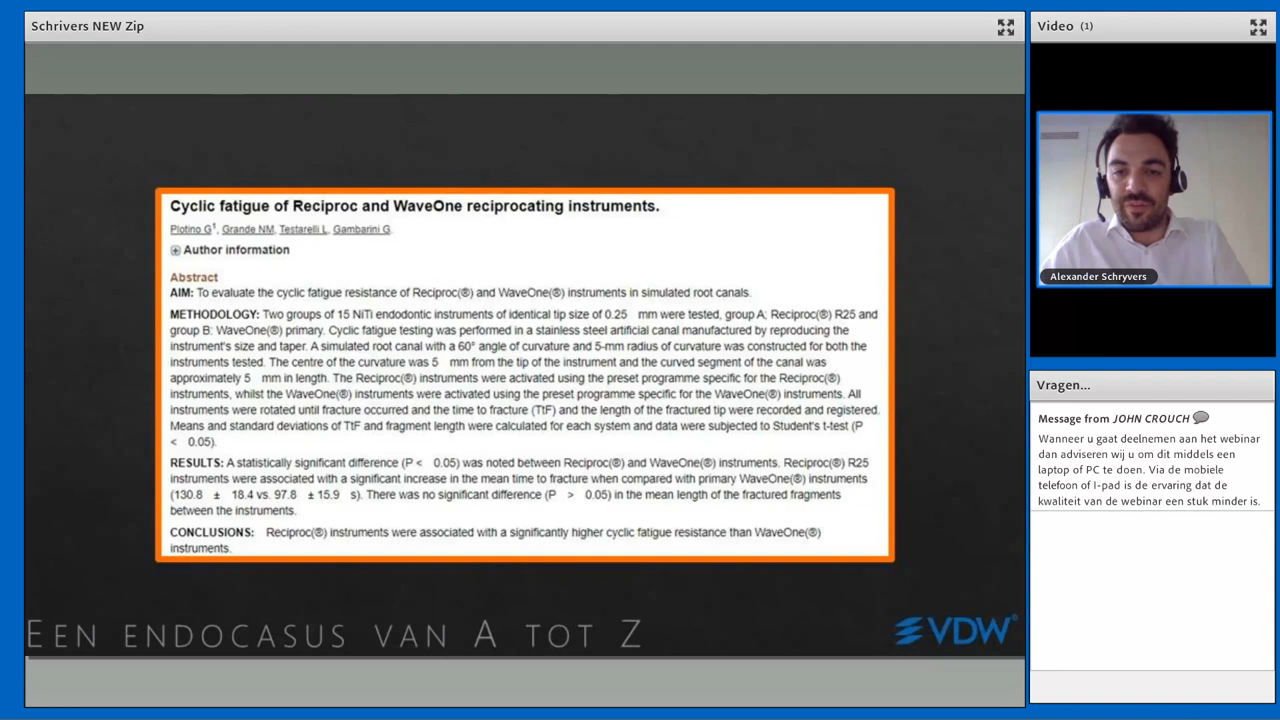 Schrivers NEW Zip
Cyclic fatigue of Reciproc and WaveOne reciprocating instruments.
Plotino G1, Grande NM, Testarelli L, Gambarini G.
Author information
Abstract
AIM: To evaluate the cyclic fatigue resistance of Reciproc(®) and WaveOne(®) instruments in simulated root canals.
METHODOLOGY: Two groups of 15 NiTi endodontic instruments of identical tip size of 0.25 mm were tested, group A: Reciproc(®) R25 and
group B: WaveOne(®) primary. Cyclic fatigue testing was performed in a stainless steel artificial canal manufactured by reproducing the
instrument's size and taper. A simulated root canal with a 60° angle of curvature and 5-mm radius of curvature was constructed for both the
instruments tested. The centre of the curvature was 5 mm from the tip of the instrument and the curved segment of the canal was
approximately 5 mm in length. The Reciproc(®) instruments were activated using the preset programme specific for the Reciproc(®)
instruments, whilst the WaveOne(®) instruments were activated using the preset programme specific for the WaveOne(®) instruments. All
instruments were rotated until fracture occurred and the time to fracture (TtF) and the length of the fractured tip were recorded and registered.
Means and standard deviations of TtF and fragment length were calculated for each system and data were subjected to Student's t-test (P
< 0.05).
RESULTS: A statistically significant difference (P < 0.05) was noted between Reciproc(®) and WaveOne(®) instruments. Reciproc(®) R25
instruments were associated with a significant increase in the mean time to fracture when compared with primary WaveOne(®) instruments
(130.8 ± 18.4 vs. 97.8 ± 15.9 s). There was no significant difference (P > 0.05) in the mean length of the fractured fragments
between the instruments.
CONCLUSIONS: Reciproc(®) instruments were associated with a significantly higher cyclic fatigue resistance than WaveOne(®)
instruments.
EEN ENDOCASUS VAN A TOT Z
VDW®
Video (1)
Alexander Schryvers
Vragen...
Message from JOHN CROUCH
Wanneer u gaat deelnemen aan het webinar
dan adviseren wij u om dit middels een
laptop of PC te doen. Via de mobiele
telefoon of I-pad is de ervaring dat de
kwaliteit van de webinar een stuk minder is.